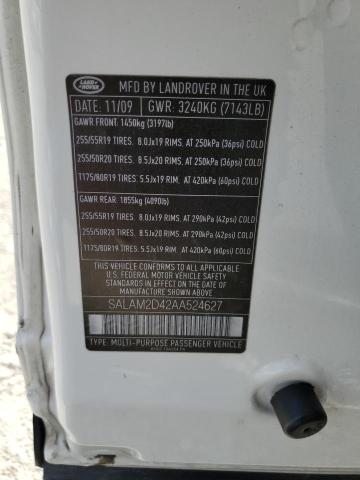 LAND
ROVER
MFD BY LANDROVER IN THE UK
DATE: 11/09 GWR: 3240KG (7143LB)
GAWR FRONT: 1450kg (3197lb)
255/55R19 TIRES. 8.0Jx19 RIMS, AT 250kPa (36psi) COLD
255/50R20 TIRES. 8.5Jx20 RIMS, AT 250kPa (36psi) COLD
T175/80R19 TIRES. 5.5Jx19 RIM, AT 420kPa (60psi) COLD
GAWR REAR: 1855kg (4090lb)
255/55R19 TIRES. 8.0Jx19 RIMS, AT 290kPa (42psi) COLD
255/50R20 TIRES. 8.5Jx20 RIMS, AT 290kPa (42psi) COLD
T175/80R19 TIRES. 5.5Jx19 RIM, AT 420kPa (60psi) COLD
THIS VEHICLE CONFORMS TO ALL APPLICABLE
U.S. FEDERAL MOTOR VEHICLE SAFETY STANDARDS
IN EFFECT ON THE DATE OF MANUFACTURE SHOWN ABOVE
SALAM2D42AA524627
TYPE: MULTI-PURPOSE PASSENGER VEHICLE